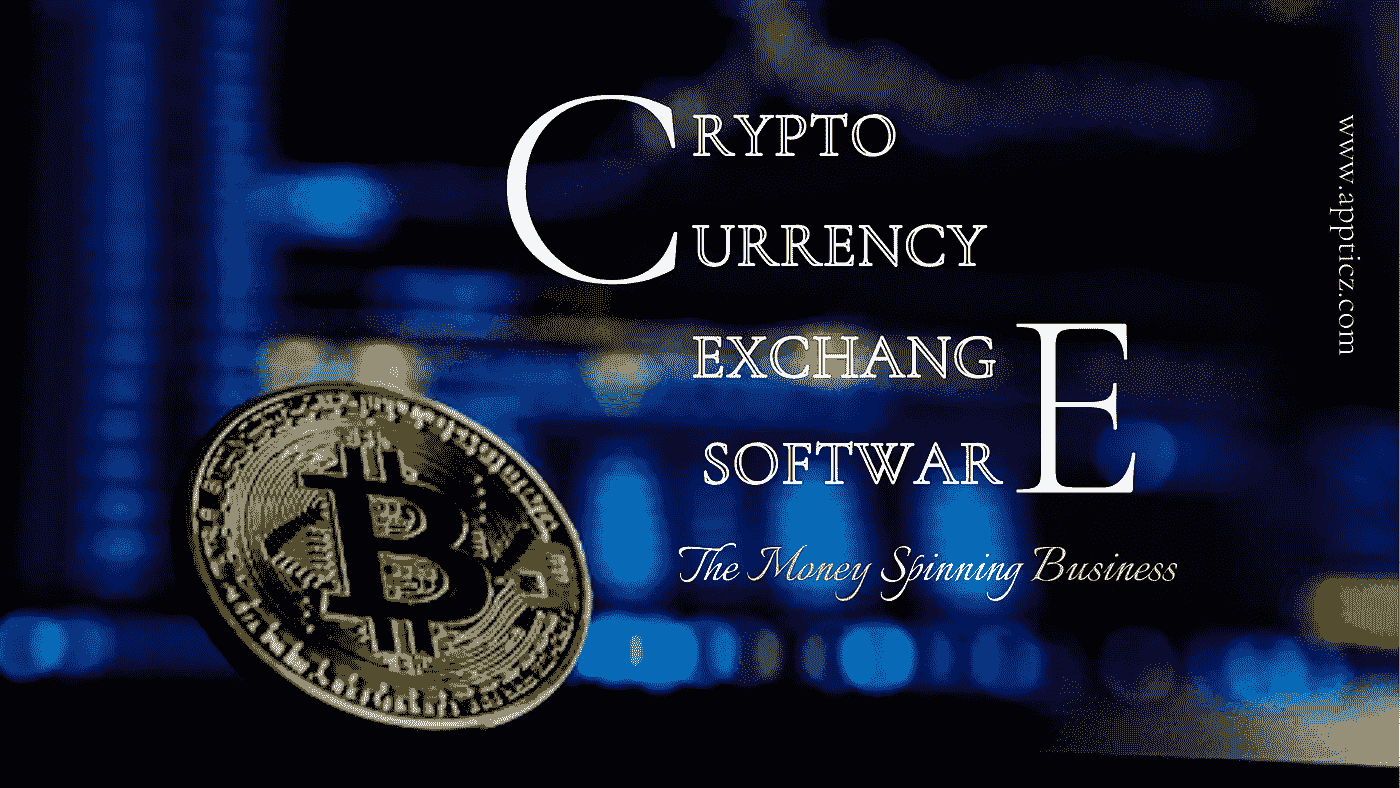 CRYPTO
CURRENCY
EXCHANGE
SOFTWARE
The Money Spinning Business
www.appticz.com